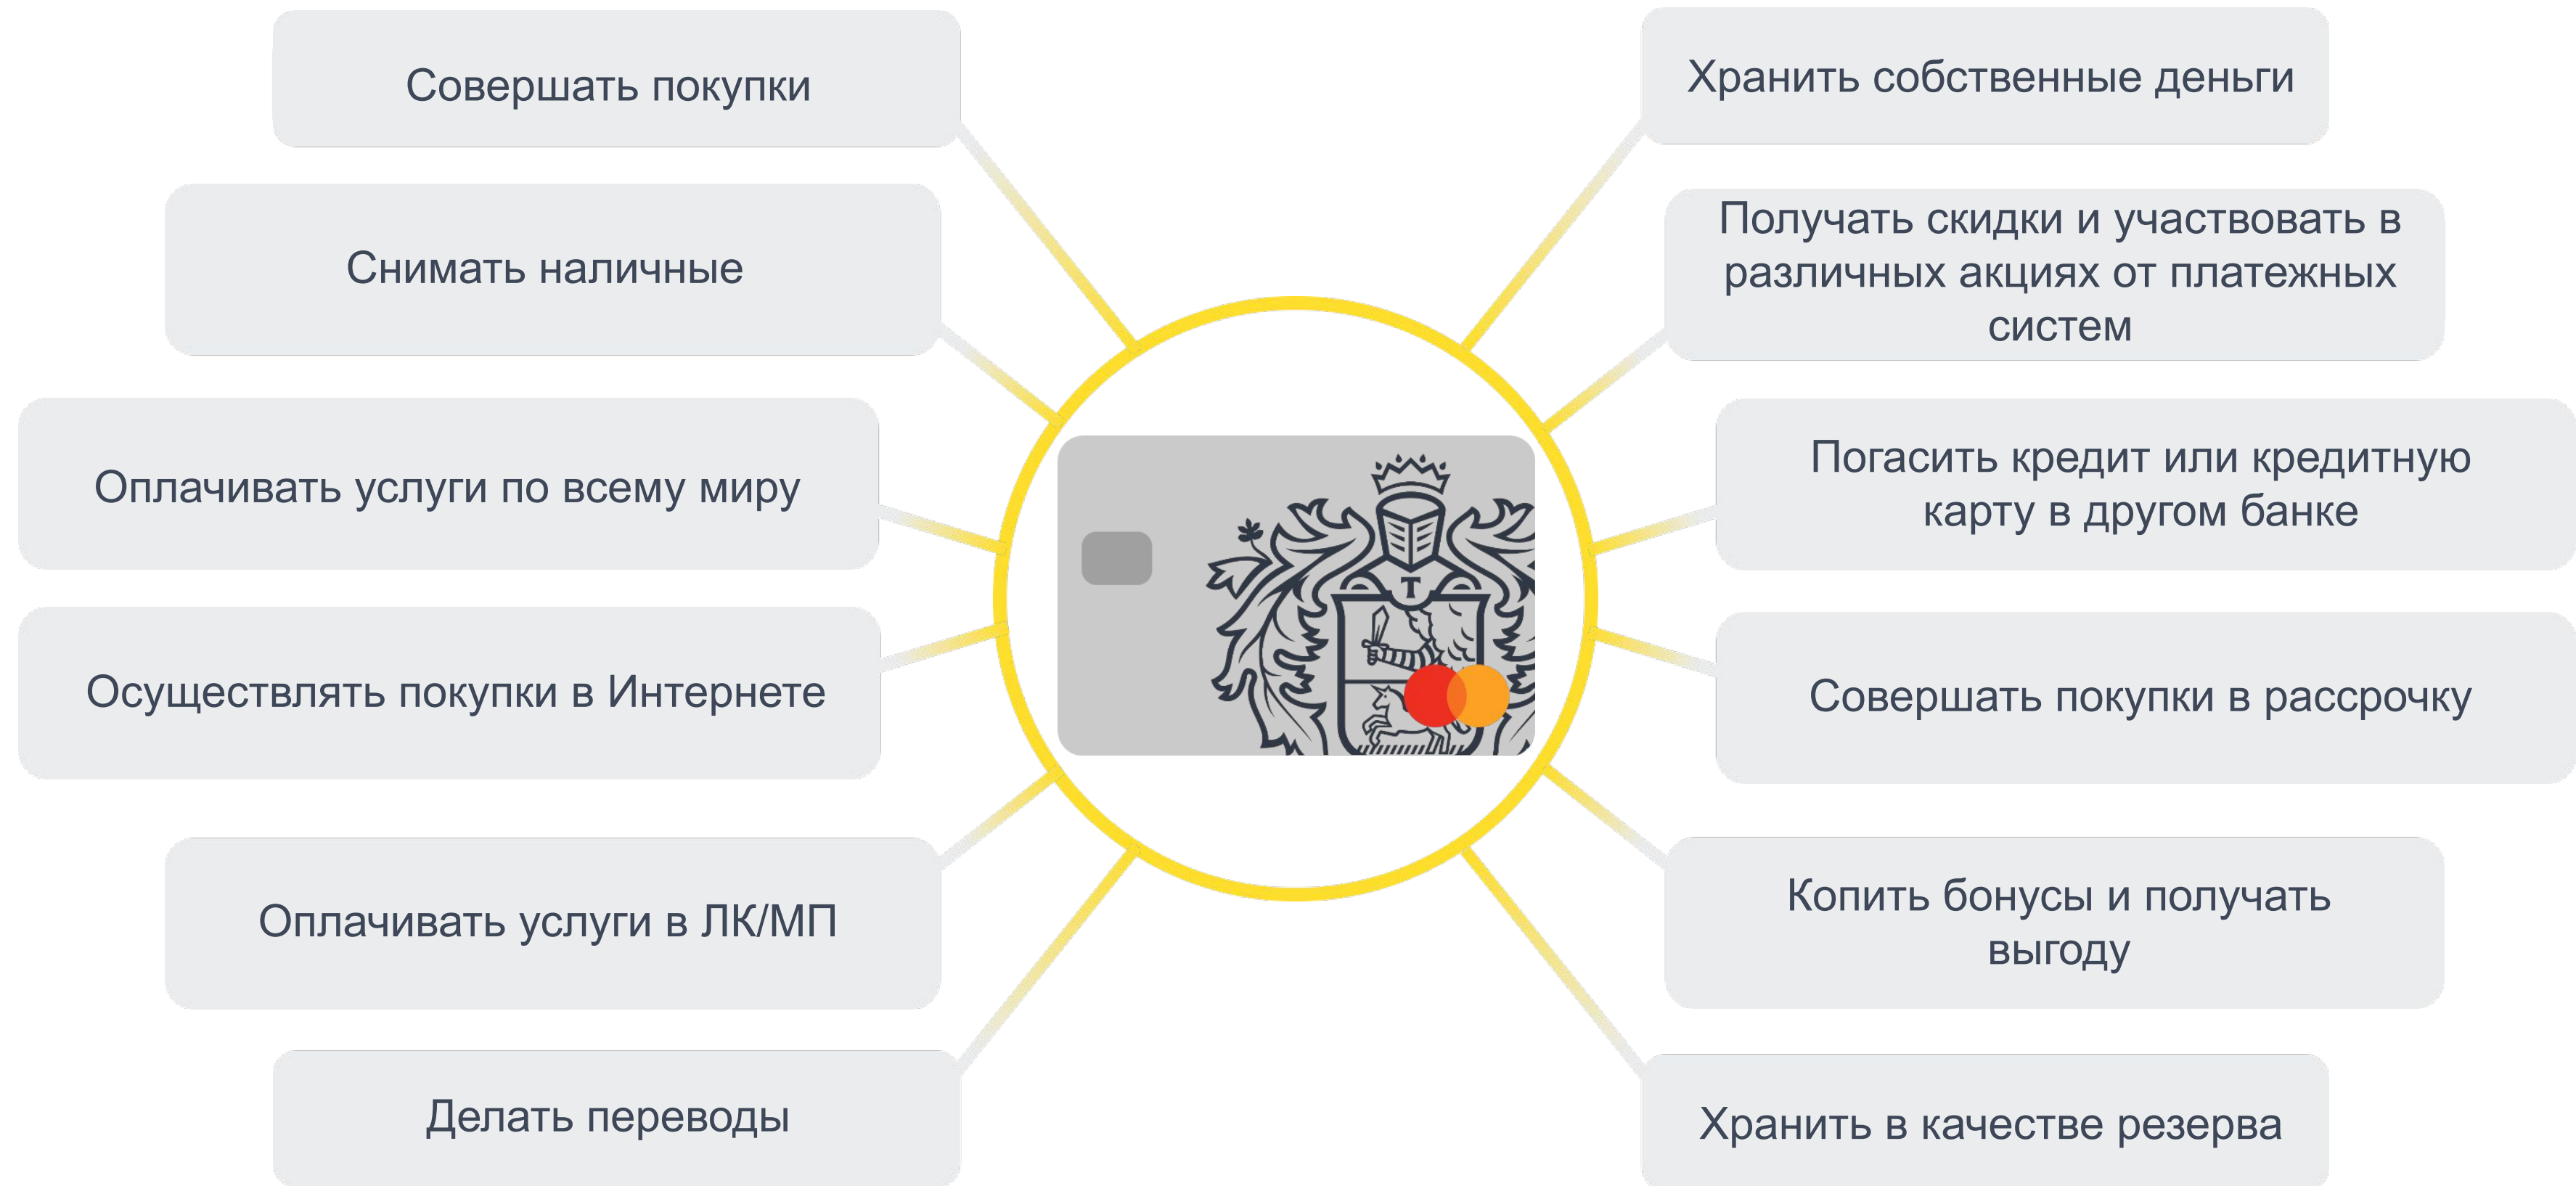 Совершать покупки
Снимать наличные
Оплачивать услуги по всему миру
Осуществлять покупки в Интернете
Оплачивать услуги в ЛК/МП
Делать переводы
Т
Хранить собственные деньги
Получать скидки и участвовать в
различных акциях от платежных
систем
Погасить кредит или кредитную
карту в другом банке
Совершать покупки в рассрочку
Копить бонусы и получать
выгоду
Хранить в качестве резерва